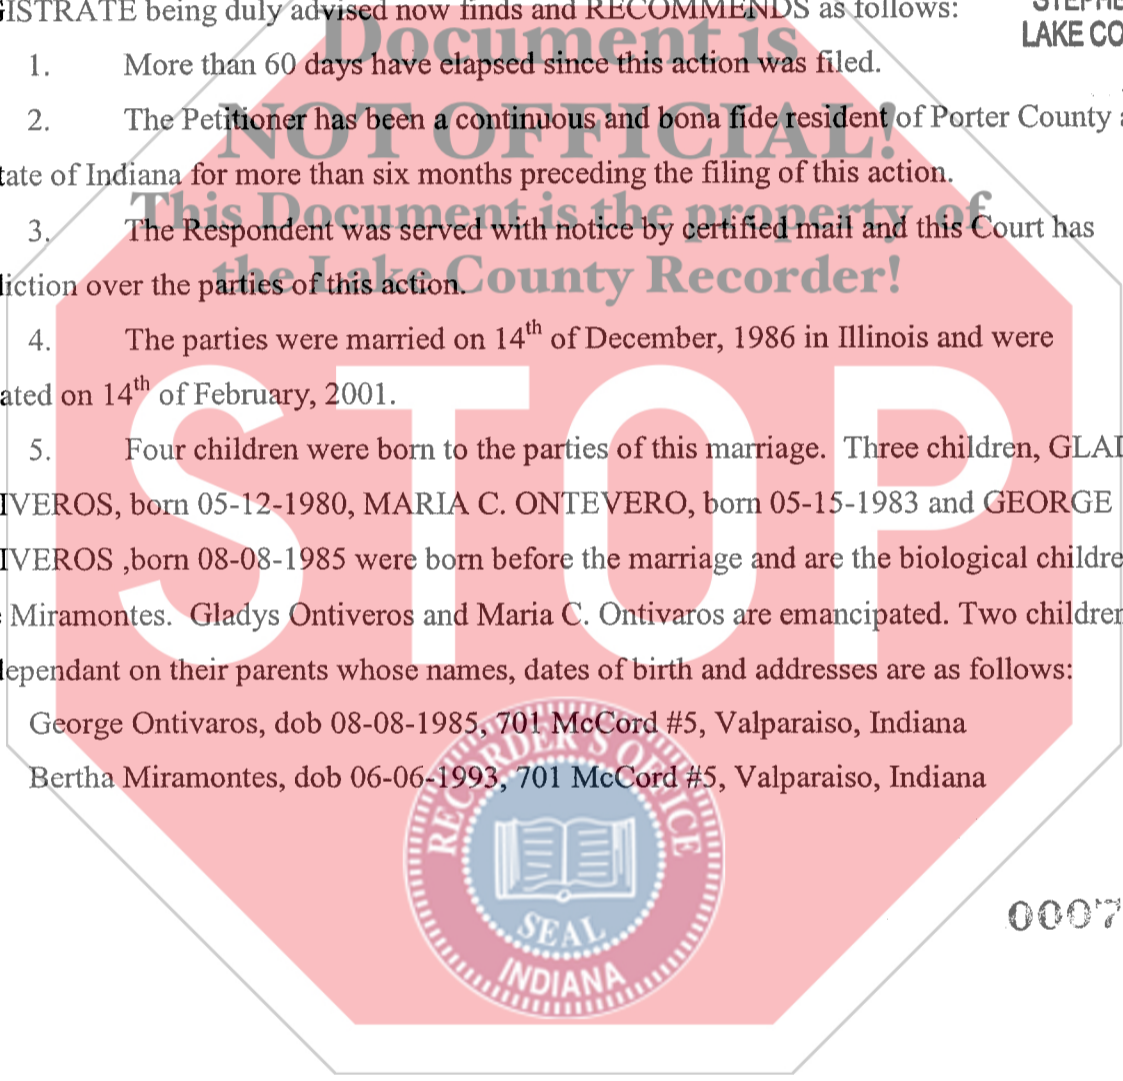 GISTRATE being duly advised now finds and RECOMMENDS as follows:
LAKE CO
Document is
1. More than 60 days have elapsed since this action was filed.
NOT OFFICIAL!
2. The Petitioner has been a continuous and bona fide resident of Porter County
tate of Indiana for more than six months preceding the filing of this action.
This Document is the property of
3. The Respondent was served with notice by certified mail and this Court has
the Lake County Recorder!
liction over the parties of this action.
4. The parties were married on 14th of December, 1986 in Illinois and were
ated on 14th of February, 2001.
STOP
5. Four children were born to the parties of this marriage. Three children, GLAD
IVEROS, born 05-12-1980, MARIA C. ONTEVERO, born 05-15-1983 and GEORGE
IVEROS ,born 08-08-1985 were born before the marriage and are the biological childre
Miramontes. Gladys Ontiveros and Maria C. Ontivaros are emancipated. Two children
dependant on their parents whose names, dates of birth and addresses are as follows:
George Ontivaros, dob 08-08-1985, 701 McCord #5, Valparaiso, Indiana
Bertha Miramontes, dob 06-06-1993, 701 McCord #5, Valparaiso, Indiana
RECORDER'S OFFICE
SEAL
INDIANA
0007